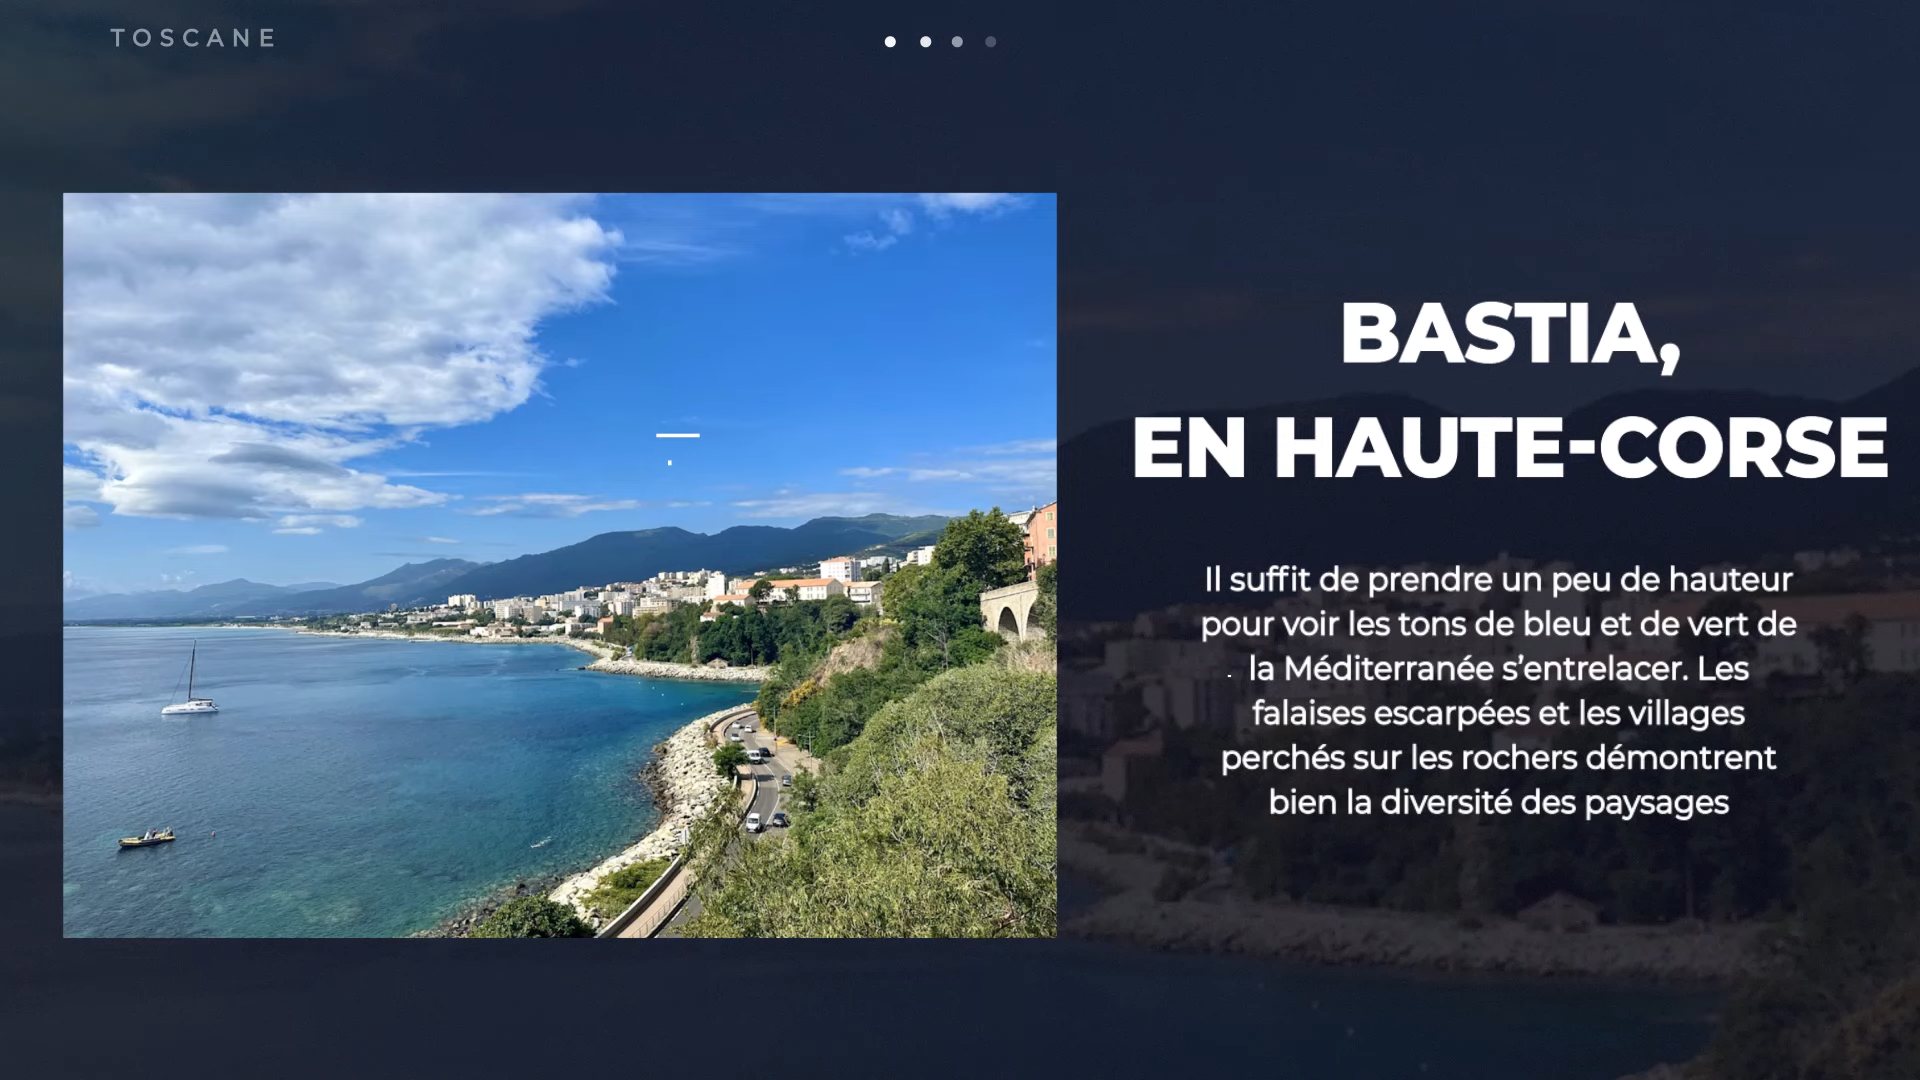 TOSCANE
BASTIA,
EN HAUTE-CORSE
Il suffit de prendre un peu de hauteur
pour voir les tons de bleu et de vert de
la Méditerranée s’entrelacer. Les
falaises escarpées et les villages
perchés sur les rochers démontrent
bien la diversité des paysages